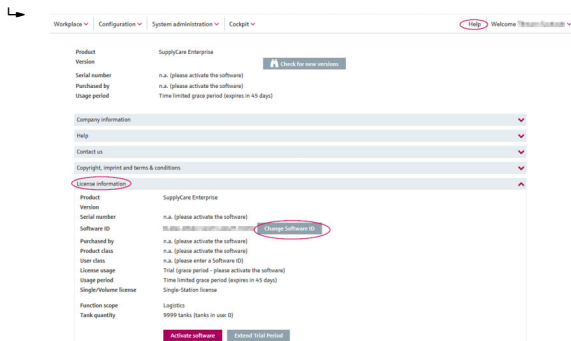 Workplace Configuration System administration Cockpit Help Welcome
Product SupplyCare Enterprise
Version Check for new versions
Serial number n.a. (please activate the software)
Purchased by n.a. (please activate the software)
Usage period Time limited grace period (expires in 45 days)
Company information
Help
Contact us
Copyright, imprint and terms & conditions
License information
Product SupplyCare Enterprise
Version
Serial number n.a. (please activate the software)
Software ID Change Software ID
Purchased by n.a. (please activate the software)
Product class n.a. (please activate the software)
User class n.a. (please enter a Software ID)
License usage Trial (grace period - please activate the software)
Usage period Time limited grace period (expires in 45 days)
Single/Volume license Single-Station license
Function scope Logistics
Tank quantity 9999 tanks (tanks in use: 0)
Activate software Extend Trial Period